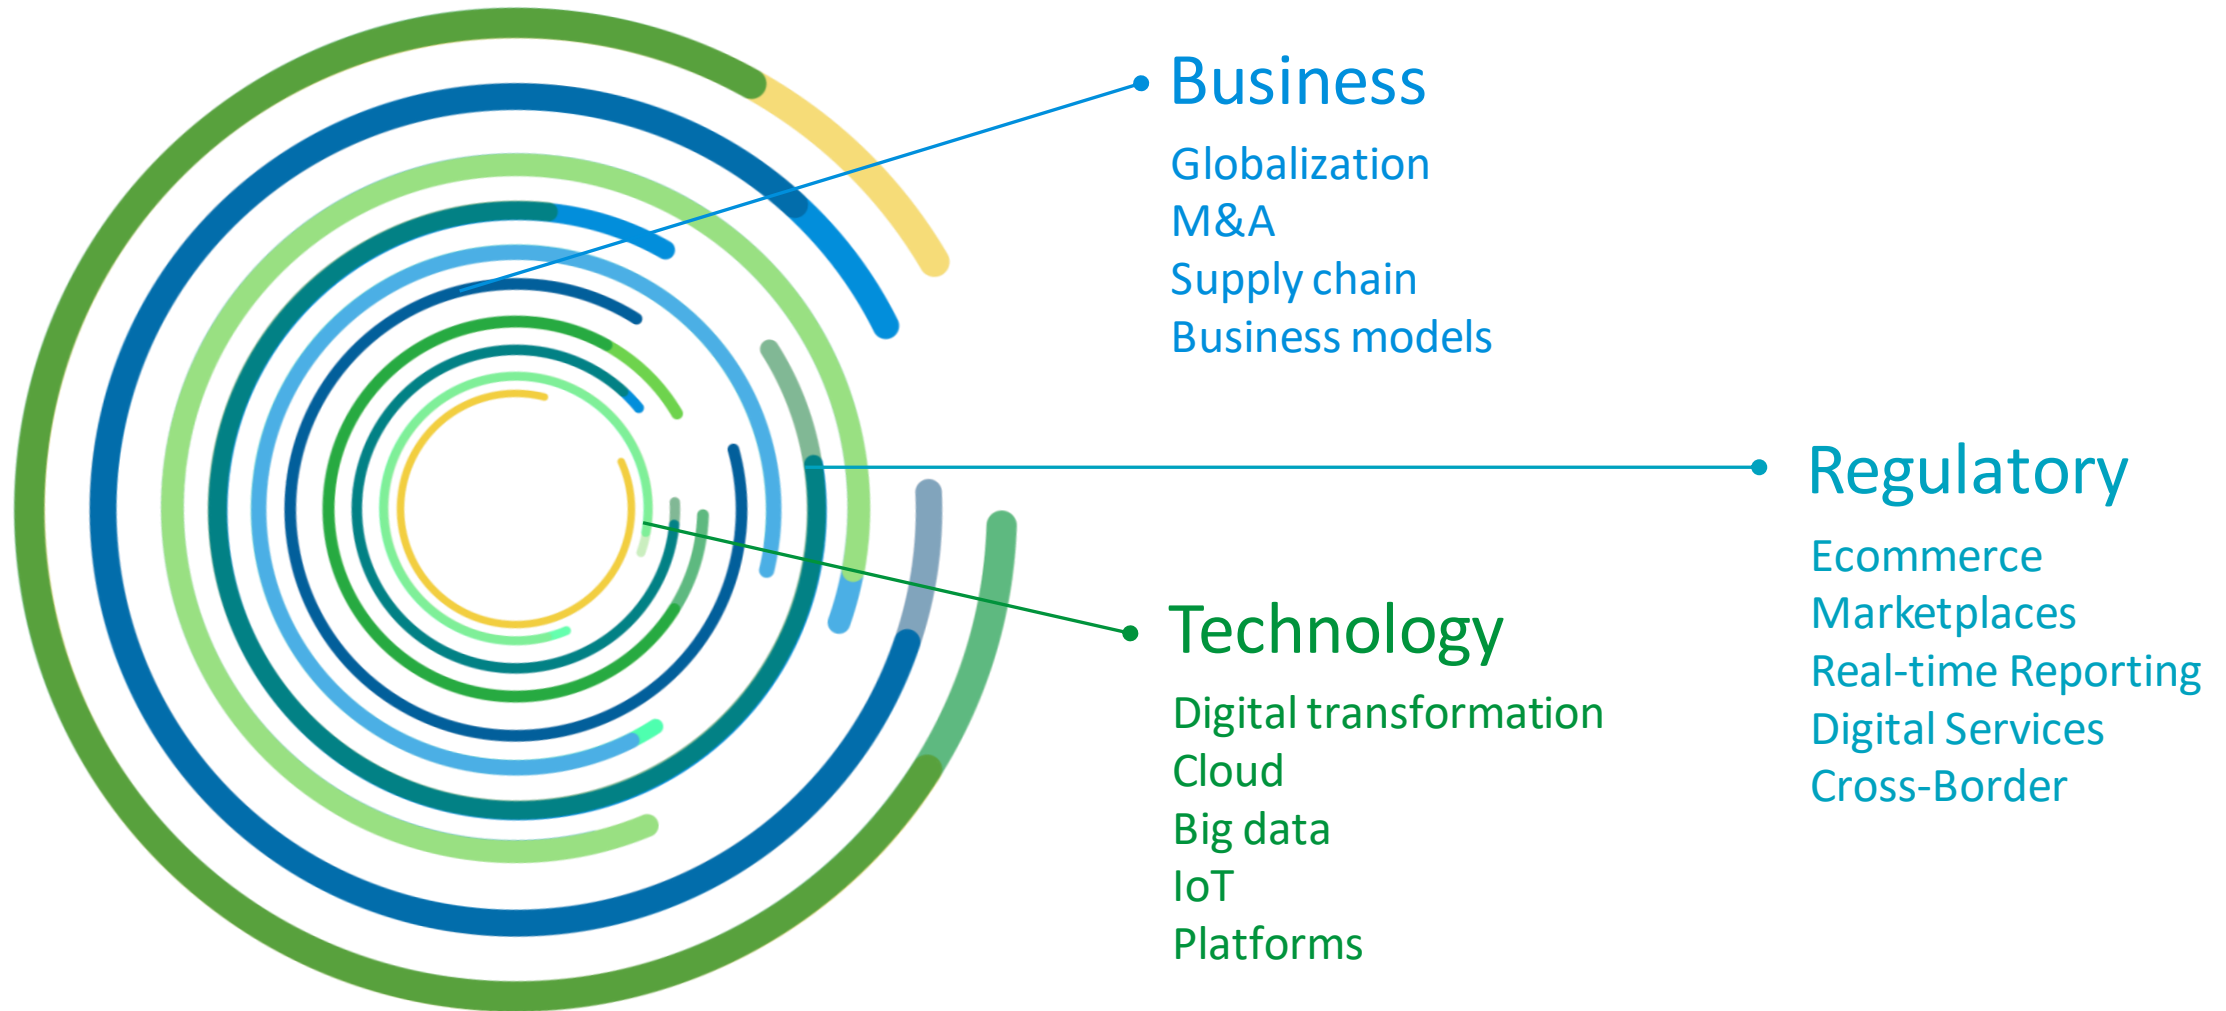 Business
Globalization
M&A
Supply chain
Business models
Regulatory
Ecommerce
Marketplaces
Real-time Reporting
Digital Services
Cross-Border
Technology
Digital transformation
Cloud
Big data
IoT
Platforms